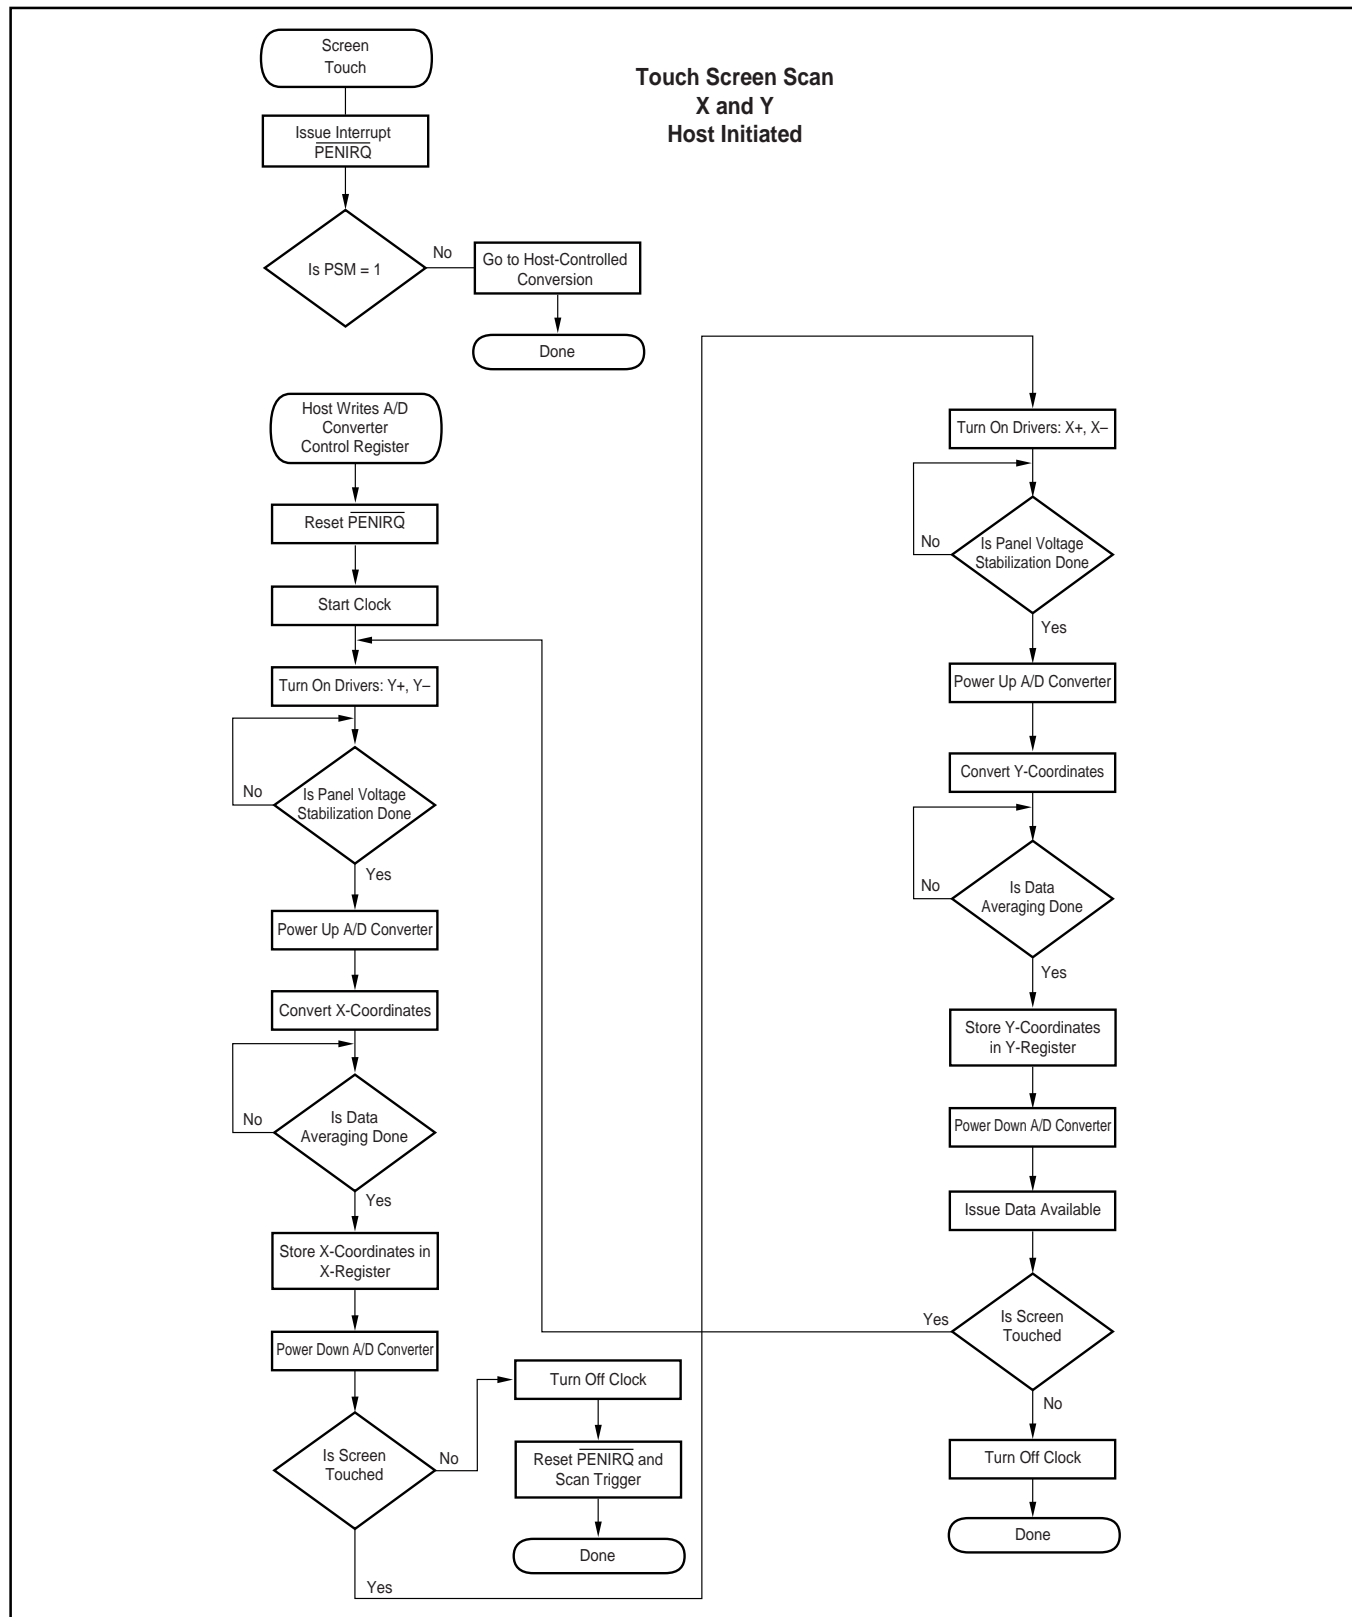 Touch Screen Scan
X and Y
Host Initiated
Screen
Touch
Issue Interrupt
PENIRQ
Is PSM = 1
No
Go to Host-Controlled
Conversion
Done
Host Writes A/D
Converter
Control Register
Reset PENIRQ
Start Clock
Turn On Drivers: Y+, Y–
Is Panel Voltage
Stabilization Done
No
Yes
Power Up A/D Converter
Convert X-Coordinates
Is Data
Averaging Done
No
Yes
Store X-Coordinates in
X-Register
Power Down A/D Converter
Is Screen
Touched
No
Yes
Turn Off Clock
Reset PENIRQ and
Scan Trigger
Done
Turn On Drivers: X+, X–
Is Panel Voltage
Stabilization Done
No
Yes
Power Up A/D Converter
Convert Y-Coordinates
Is Data
Averaging Done
No
Yes
Store Y-Coordinates
in Y-Register
Power Down A/D Converter
Issue Data Available
Is Screen
Touched
Yes
No
Turn Off Clock
Done